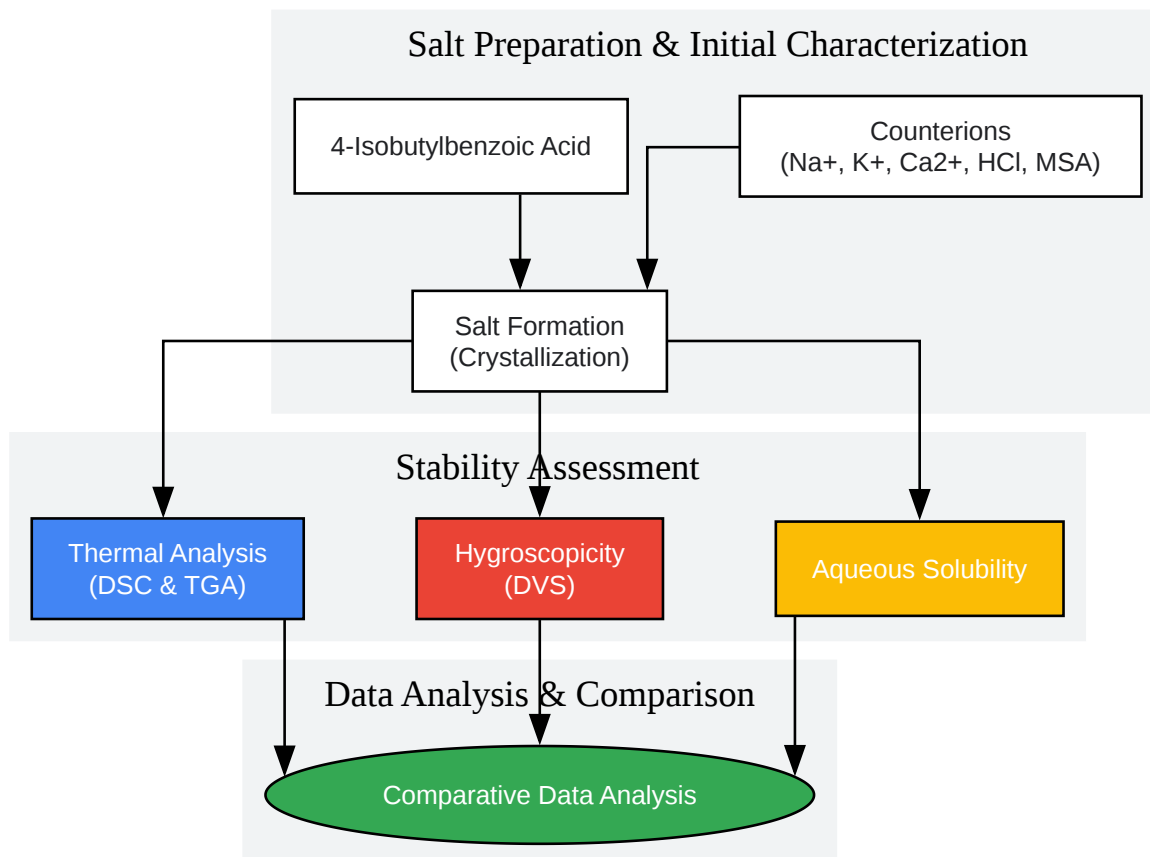 Salt Preparation & Initial Characterization
4-Isobutylbenzoic Acid
Counterions
(Na+, K+, Ca2+, HCl, MSA)
Salt Formation
(Crystallization)
Stability Assessment
Thermal Analysis
(DSC & TGA)
Hygroscopicity
(DVS)
Aqueous Solubility
Data Analysis & Comparison
Comparative Data Analysis